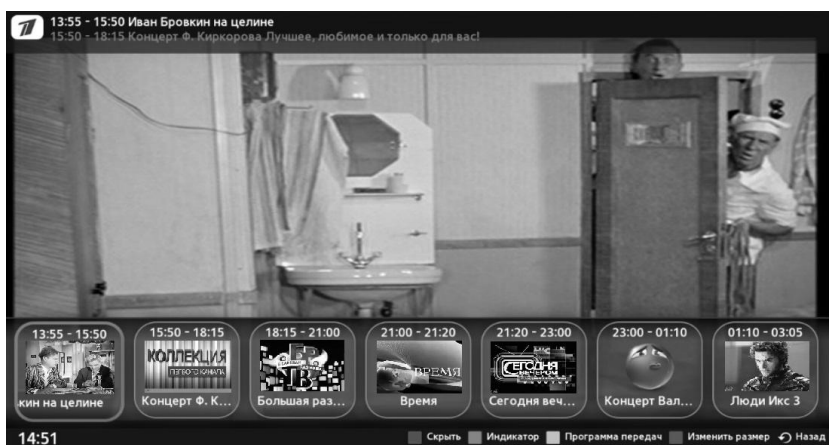 13:55 - 15:50 Иван Бровкин на целине
15:50 - 18:15 Концерт Ф. Киркорова Лучшее, любимое и только для вас!
13:55 - 15:50
15:50 - 18:15
18:15 - 21:00
21:00 - 21:20
21:20 - 23:00
23:00 - 01:10
01:10 - 03:05
КОЛЛЕКЦИЯ
ПЕРВОГО КАНАЛА
БР
ВРЕМЯ
СЕГОДНЯ
ВЕЧЕРОМ
кин на целине
Концерт Ф. К...
Большая раз...
Время
Сегодня веч...
Концерт Вал...
Люди Икс 3
14:51
Скрыть
Индикатор
Программа передач
Изменить размер
Назад